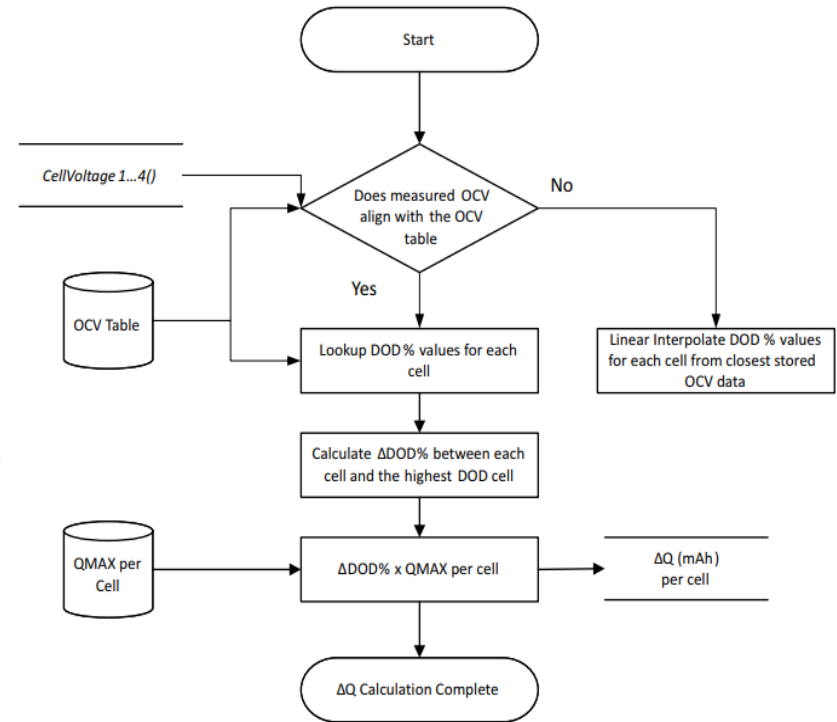 Start
CellVoltage 1...4()
Does measured OCV
align with the OCV
table
No
Yes
OCV Table
Lookup DOD % values for each
cell
Linear Interpolate DOD % values
for each cell from closest stored
OCV data
Calculate ΔDOD% between each
cell and the highest DOD cell
QMAX per
Cell
ΔDOD% x QMAX per cell
ΔQ (mAh)
per cell
ΔQ Calculation Complete